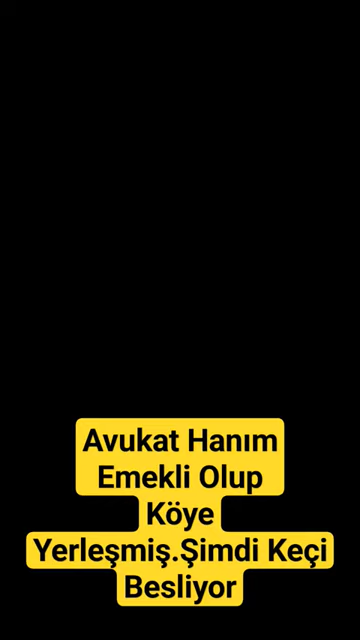 Avukat Hanım
Emekli Olup
Köye
Yerleşmiş.Şimdi Keçi
Besliyor